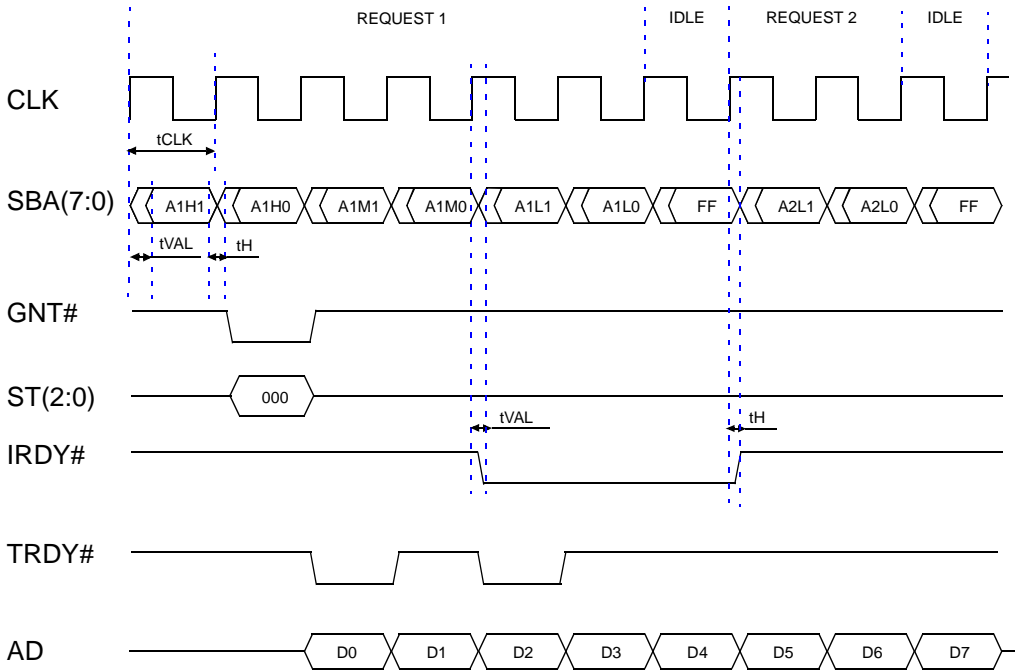 REQUEST 1 IDLE REQUEST 2 IDLE
CLK
tCLK
SBA(7:0) A1H1 A1H0 A1M1 A1M0 A1L1 A1L0 FF A2L1 A2L0 FF
tVAL tH
GNT#
ST(2:0) 000
tVAL tH
IRDY#
TRDY#
AD D0 D1 D2 D3 D4 D5 D6 D7